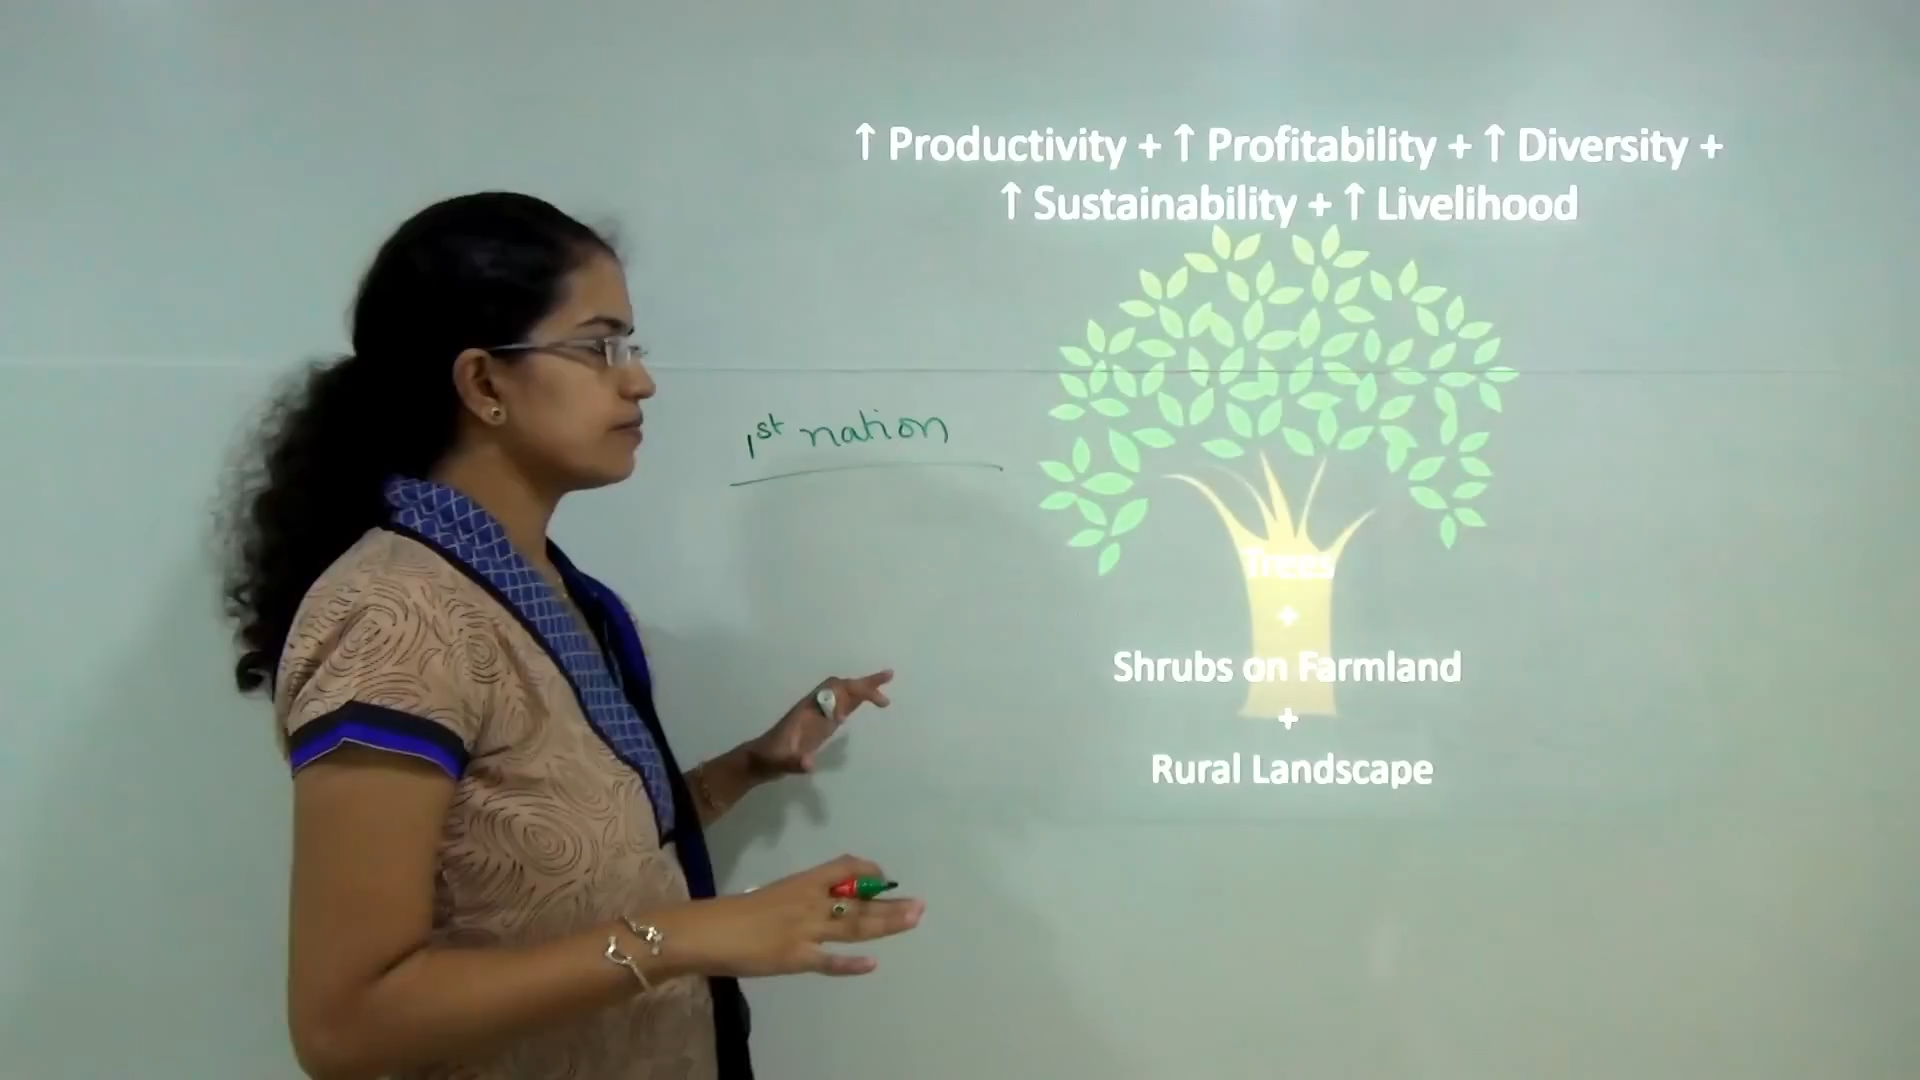 ↑ Productivity + ↑ Profitability + ↑ Diversity +
↑ Sustainability + ↑ Livelihood
1st nation
Trees
+
Shrubs on Farmland
+
Rural Landscape